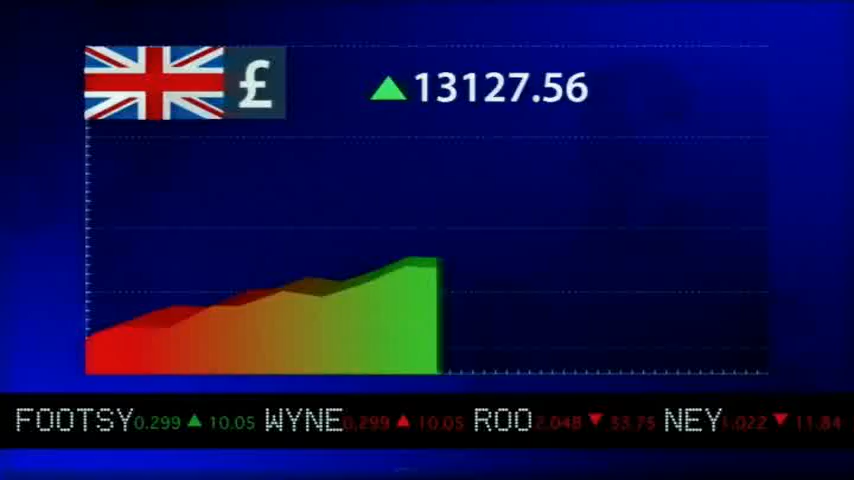 £ ▲13127.56
FOOTSY 0.299 ▲ 10.05 WYNE 0.299 ▲ 10.05 ROO 2.048 ▼ 33.75 NEY 1.022 ▼ 11.84